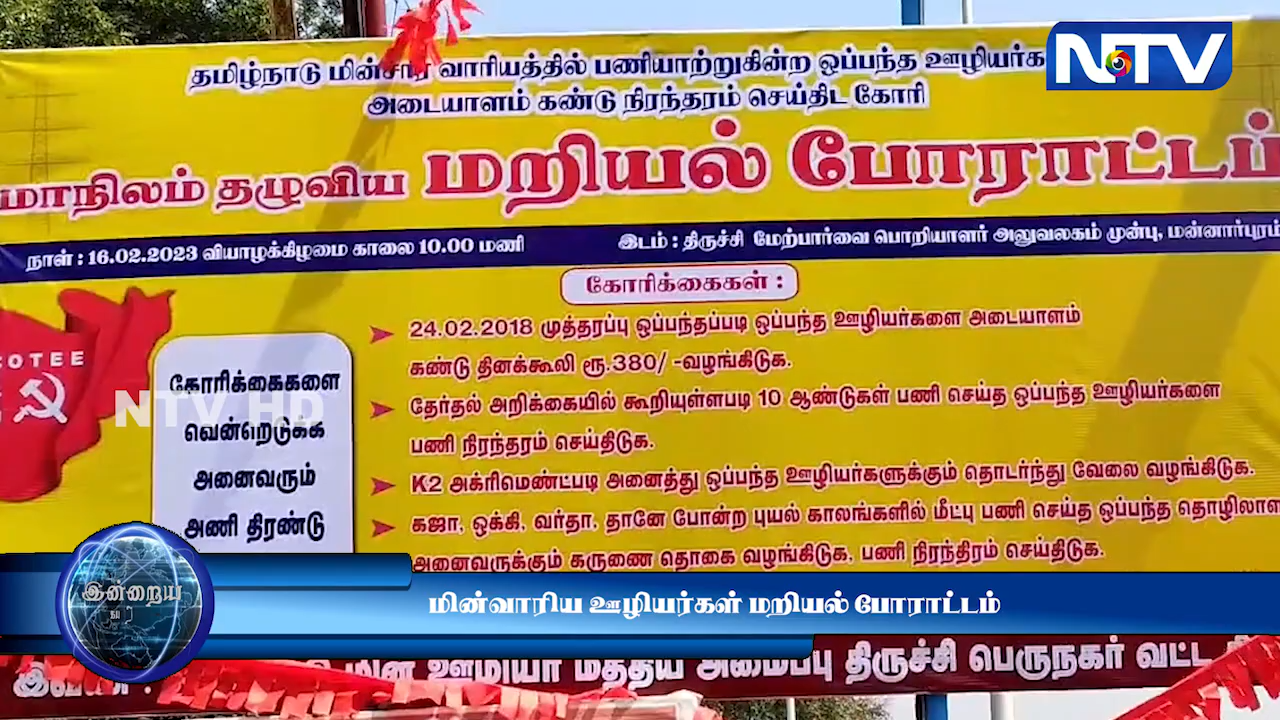 NTV
தமிழ்நாடு மின்சார வாரியத்தில் பணியாற்றுகின்ற ஒப்பந்த
அடையாளம் கண்டு நிரந்தரம் செய்திட கோரி
மாநிலம் தழுவிய மறியல் போராட்டம்
நாள் : 16.02.2023 வியாழக்கிழமை காலை 10.00 மணி இடம் : திருச்சி மேற்பார்வை பொறியாளர் அலுவலகம் முன்பு, மன்னார்புரம்
கோரிக்கைகள் :
24.02.2018 முத்தரப்பு ஒப்பந்தப்படி ஒப்பந்த ஊழியர்களை அடையாளம்
கண்டு தினக்கூலி ரூ.380/ -வழங்கிடுக.
தேர்தல் அறிக்கையில் கூறியுள்ளபடி 10 ஆண்டுகள் பணி செய்த ஒப்பந்த ஊழியர்களை
பணி நிரந்தரம் செய்திடுக.
K2 அக்ரிமெண்ட்படி அனைத்து ஒப்பந்த ஊழியர்களுக்கும் தொடர்ந்து வேலை வழங்கிடுக.
கஜா, ஒக்கி, வர்தா, தானே போன்ற புயல் காலங்களில் மீட்பு பணி செய்த ஒப்பந்த
அனைவருக்கும் கருணை தொகை வழங்கிடுக, பணி நிரந்திரம் செய்திடுக.
COTEE
NTV HD
கோரிக்கைகளை
வென்றெடுக்க
அனைவரும்
அணி திரண்டு
இன்றைய
மின்வாரிய ஊழியர்கள் மறியல் போராட்டம்
மத்திய அமைப்பு திருச்சி பெருநகர் வட்ட